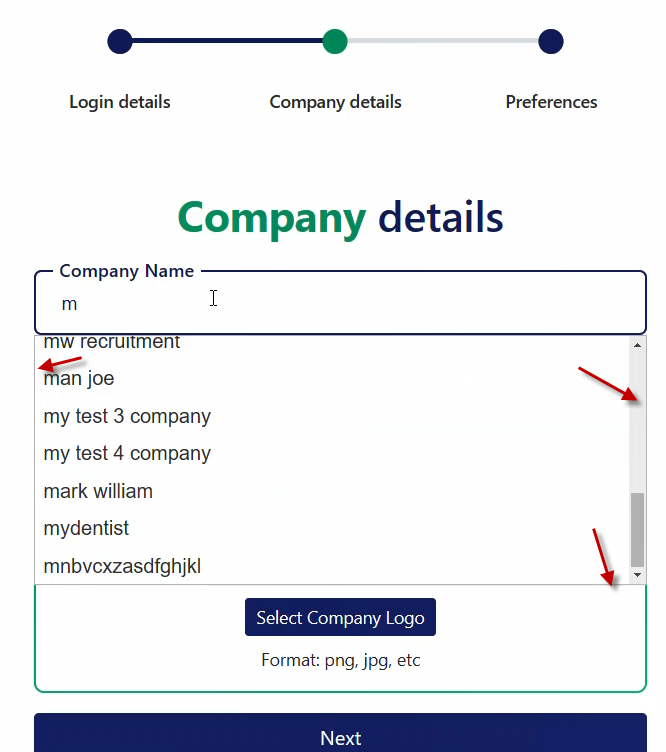 Login details
Company details
Preferences
Company details
Company Name
m
mw recruitment
man joe
my test 3 company
my test 4 company
mark william
mydentist
mnbvcxzasdfghjkl
Select Company Logo
Format: png, jpg, etc
Next